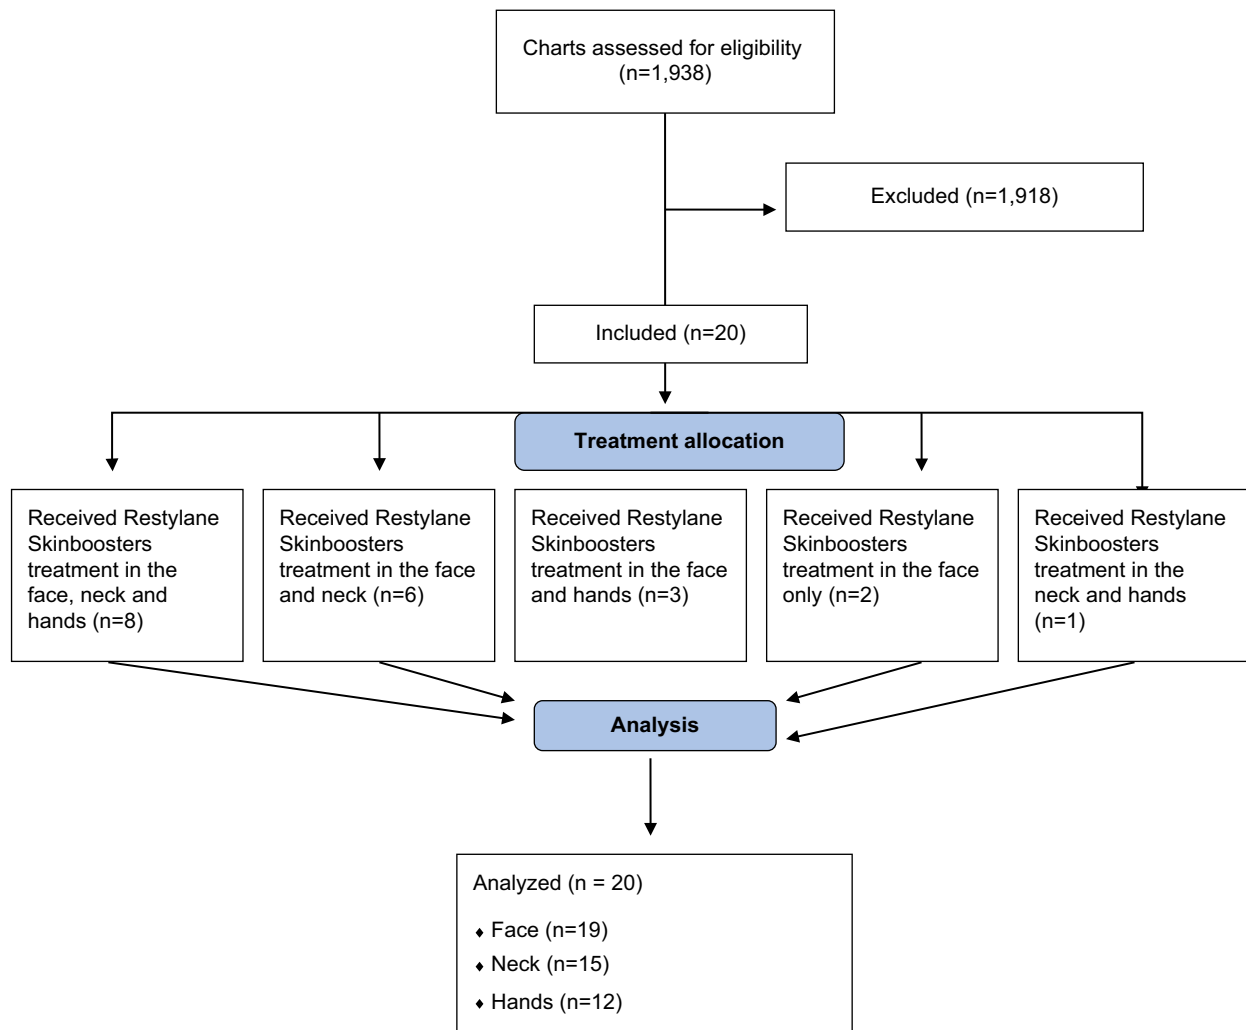 Charts assessed for eligibility
(n=1,938)
Excluded (n=1,918)
Included (n=20)
Treatment allocation
Received Restylane
Skinboosters
treatment in the
face, neck and
hands (n=8)
Received Restylane
Skinboosters
treatment in the face
and neck (n=6)
Received Restylane
Skinboosters
treatment in the face
and hands (n=3)
Received Restylane
Skinboosters
treatment in the face
only (n=2)
Received Restylane
Skinboosters
treatment in the
neck and hands
(n=1)
Analysis
Analyzed (n = 20)
♦ Face (n=19)
♦ Neck (n=15)
♦ Hands (n=12)